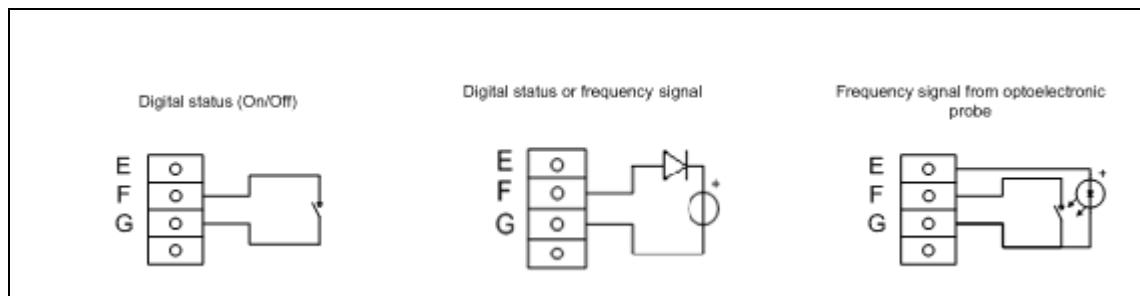 Digital status (On/Off)
E
F
G
Digital status or frequency signal
E
F
G
+
Frequency signal from optoelectronic
probe
E
F
G
+